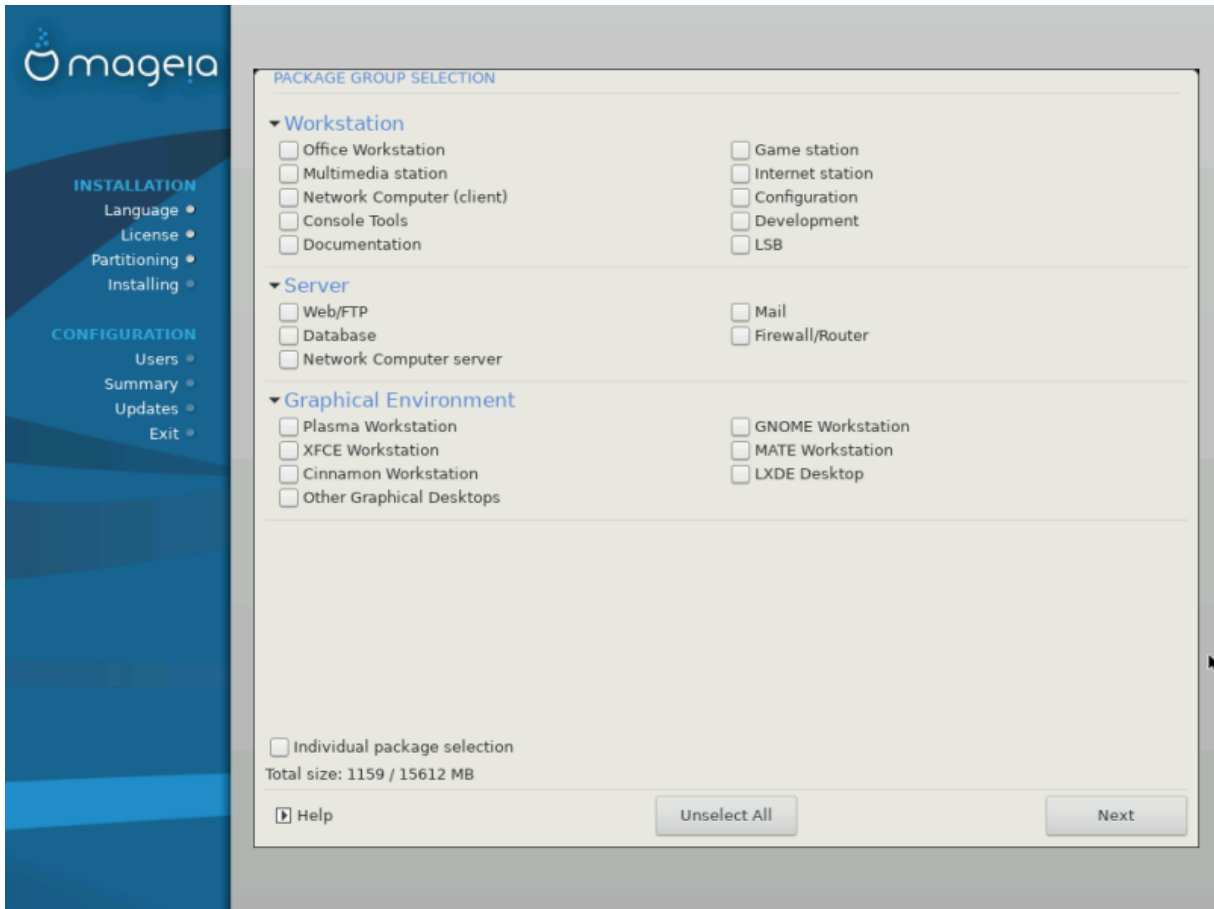 mageia
INSTALLATION
Language
License
Partitioning
Installing
CONFIGURATION
Users
Summary
Updates
Exit
PACKAGE GROUP SELECTION
Workstation
Office Workstation
Game station
Multimedia station
Internet station
Network Computer (client)
Configuration
Console Tools
Development
Documentation
LSB
Server
Web/FTP
Mail
Database
Firewall/Router
Network Computer server
Graphical Environment
Plasma Workstation
GNOME Workstation
XFCE Workstation
MATE Workstation
Cinnamon Workstation
LXDE Desktop
Other Graphical Desktops
Individual package selection
Total size: 1159 / 15612 MB
Help
Unselect All
Next